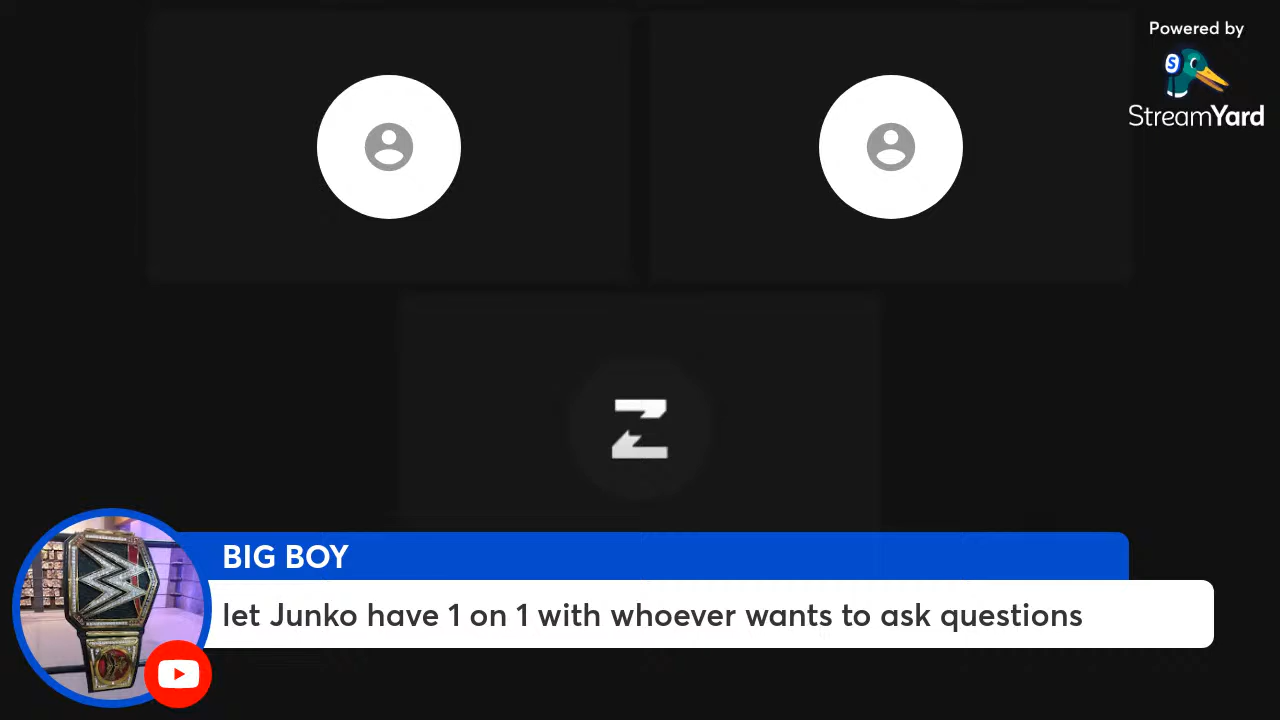 Powered by
StreamYard
BIG BOY
let Junko have 1 on 1 with whoever wants to ask questions